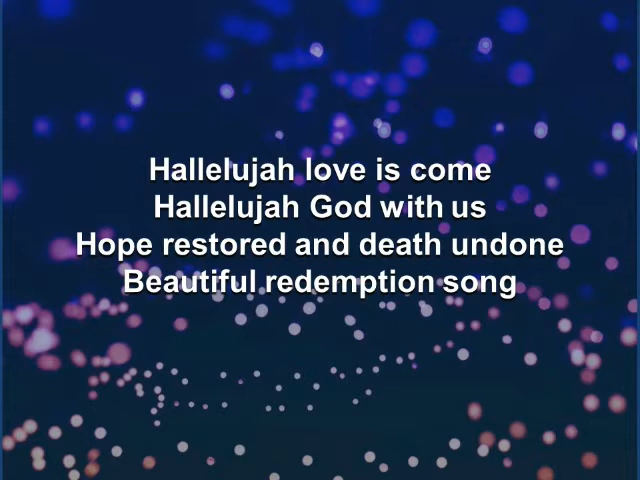 Hallelujah love is come
Hallelujah God with us
Hope restored and death undone
Beautiful redemption song